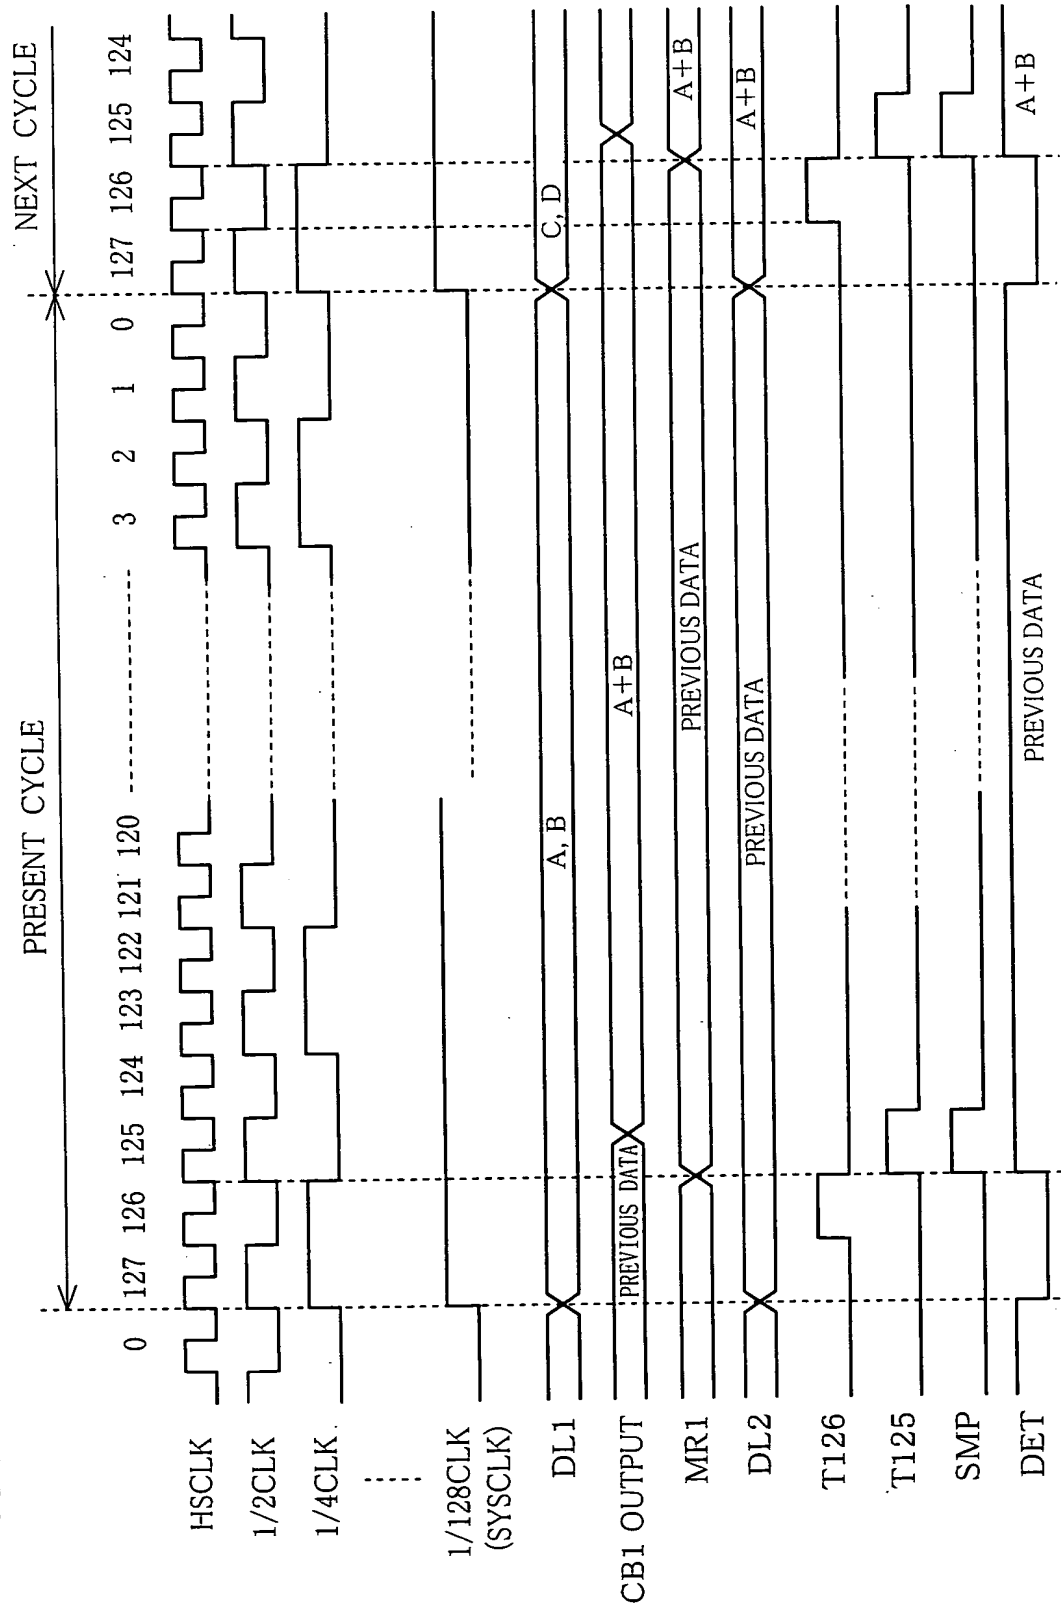 PRESENT CYCLE
NEXT CYCLE
0 127 126 125 124 123 122 121 120 3 2 1 0 127 126 125 124
HSCLK
1/2CLK
1/4CLK
1/128CLK
(SYSCLK)
DL1
A, B
C, D
CB1 OUTPUT
PREVIOUS DATA
A+B
MR1
PREVIOUS DATA
A+B
DL2
PREVIOUS DATA
A+B
T126
T125
SMP
DET
PREVIOUS DATA
A+B